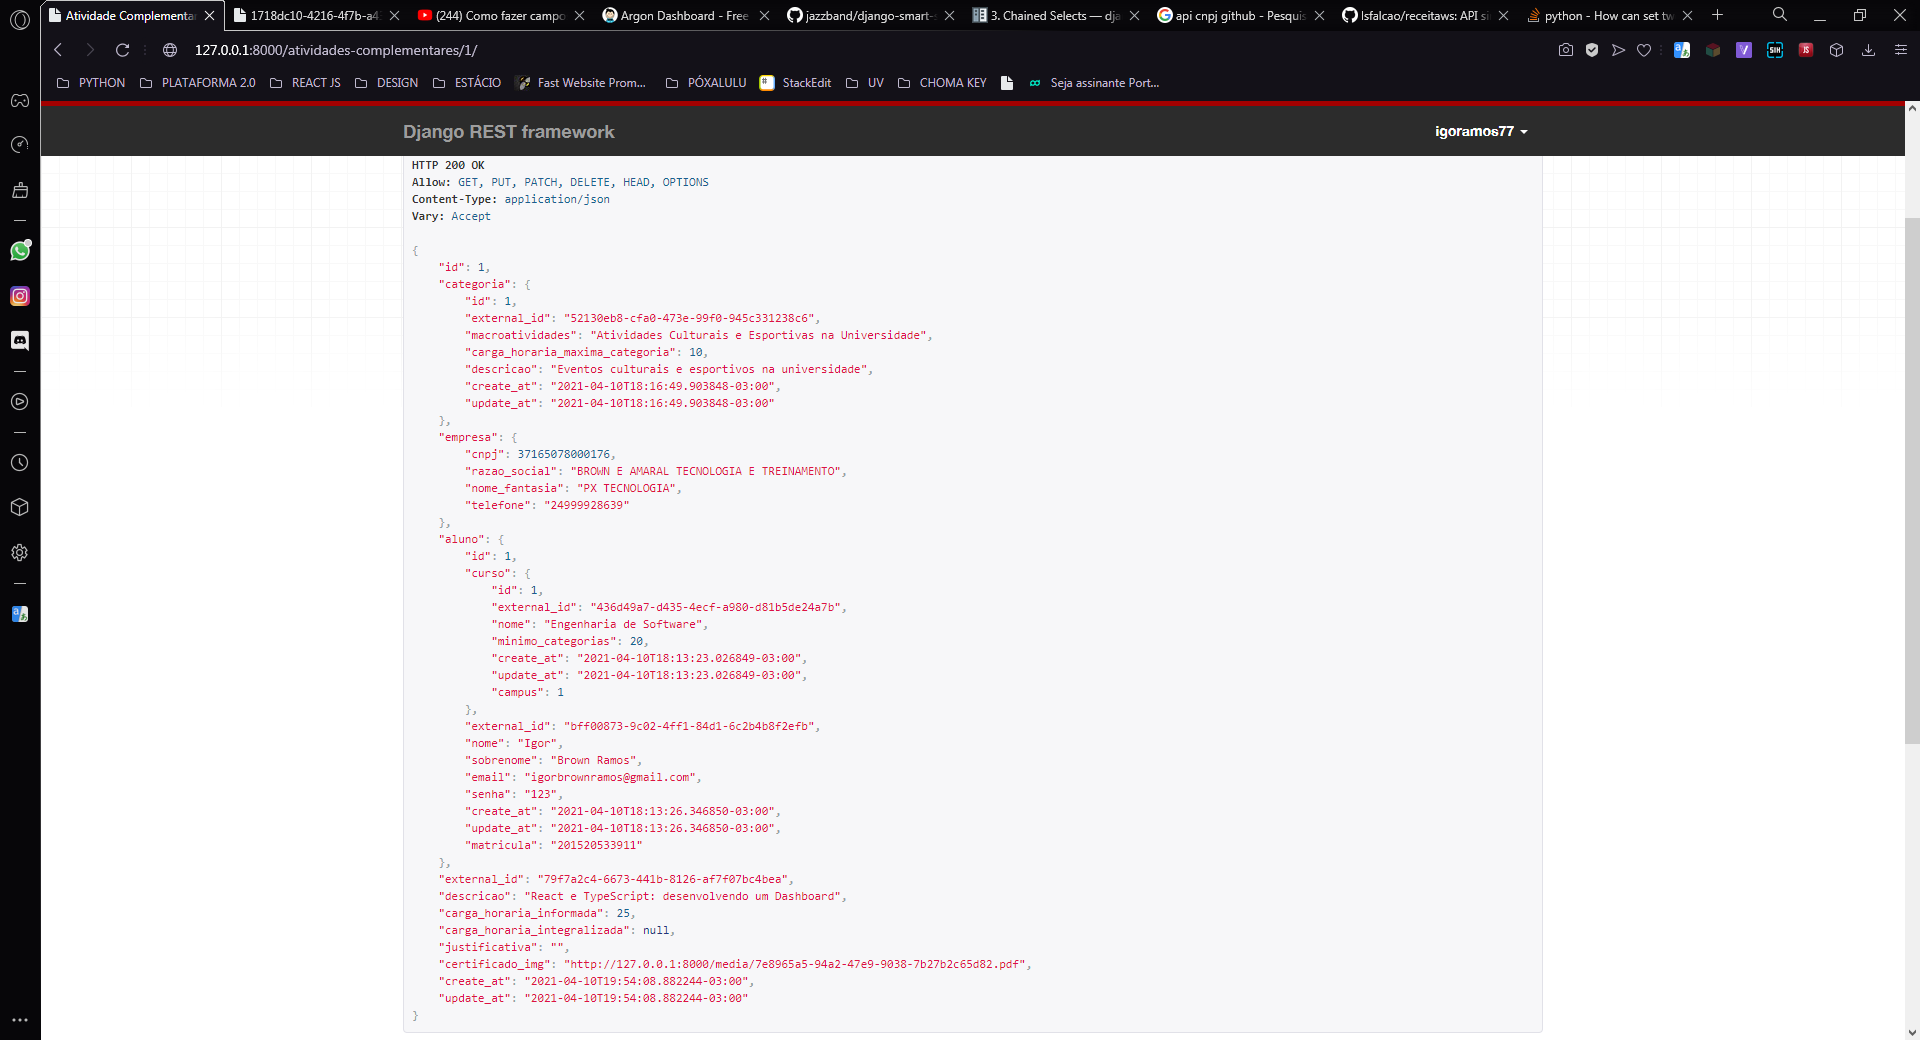 Atividade Complementar
1718dc10-4216-4f7b-a4
(244) Como fazer campo
Argon Dashboard - Free
jazzband/django-smart-s
3. Chained Selects — dja
api cnpj github - Pesquis
lsfalcao/receitaws: API si
python - How can set tw
127.0.0.1:8000/atividades-complementares/1/
PYTHON
PLATAFORMA 2.0
REACT JS
DESIGN
ESTÁCIO
Fast Website Prom...
PÓXALULU
StackEdit
UV
CHOMA KEY
Seja assinante Port...
Django REST framework
igoramos77
HTTP 200 OK
Allow: GET, PUT, PATCH, DELETE, HEAD, OPTIONS
Content-Type: application/json
Vary: Accept
{
"id": 1,
"categoria": {
"id": 1,
"external_id": "52130eb8-cfa0-473e-99f0-945c331238c6",
"macroatividades": "Atividades Culturais e Esportivas na Universidade",
"carga_horaria_maxima_categoria": 10,
"descricao": "Eventos culturais e esportivos na universidade",
"create_at": "2021-04-10T18:16:49.903848-03:00",
"update_at": "2021-04-10T18:16:49.903848-03:00"
},
"empresa": {
"cnpj": 37165078000176,
"razao_social": "BROWN E AMARAL TECNOLOGIA E TREINAMENTO",
"nome_fantasia": "PX TECNOLOGIA",
"telefone": "24999928639"
},
"aluno": {
"id": 1,
"curso": {
"id": 1,
"external_id": "436d49a7-d435-4ecf-a980-d81b5de24a7b",
"nome": "Engenharia de Software",
"minimo_categorias": 20,
"create_at": "2021-04-10T18:13:23.026849-03:00",
"update_at": "2021-04-10T18:13:23.026849-03:00",
"campus": 1
},
"external_id": "bff00873-9c02-4ff1-84d1-6c2b4b8f2efb",
"nome": "Igor",
"sobrenome": "Brown Ramos",
"email": "igorbrownramos@gmail.com",
"senha": "123",
"create_at": "2021-04-10T18:13:26.346850-03:00",
"update_at": "2021-04-10T18:13:26.346850-03:00",
"matricula": "201520533911"
},
"external_id": "79f7a2c4-6673-441b-8126-af7f07bc4bea",
"descricao": "React e TypeScript: desenvolvendo um Dashboard",
"carga_horaria_informada": 25,
"carga_horaria_integralizada": null,
"justificativa": "",
"certificado_img": "http://127.0.0.1:8000/media/7e8965a5-94a2-47e9-9038-7b27b2c65d82.pdf",
"create_at": "2021-04-10T19:54:08.882244-03:00",
"update_at": "2021-04-10T19:54:08.882244-03:00"
}